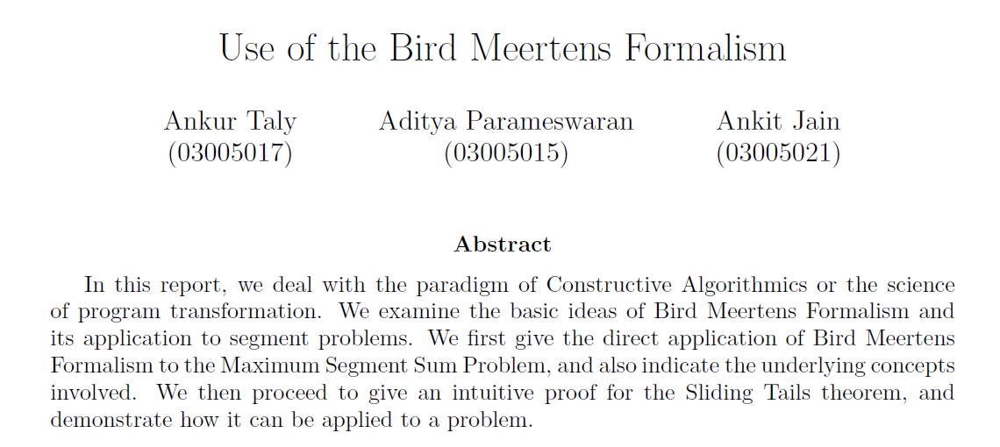 Use of the Bird Meertens Formalism
Ankur Taly Aditya Parameswaran Ankit Jain
(03005017) (03005015) (03005021)
Abstract
In this report, we deal with the paradigm of Constructive Algorithmics or the science
of program transformation. We examine the basic ideas of Bird Meertens Formalism and
its application to segment problems. We first give the direct application of Bird Meertens
Formalism to the Maximum Segment Sum Problem, and also indicate the underlying concepts
involved. We then proceed to give an intuitive proof for the Sliding Tails theorem, and
demonstrate how it can be applied to a problem.